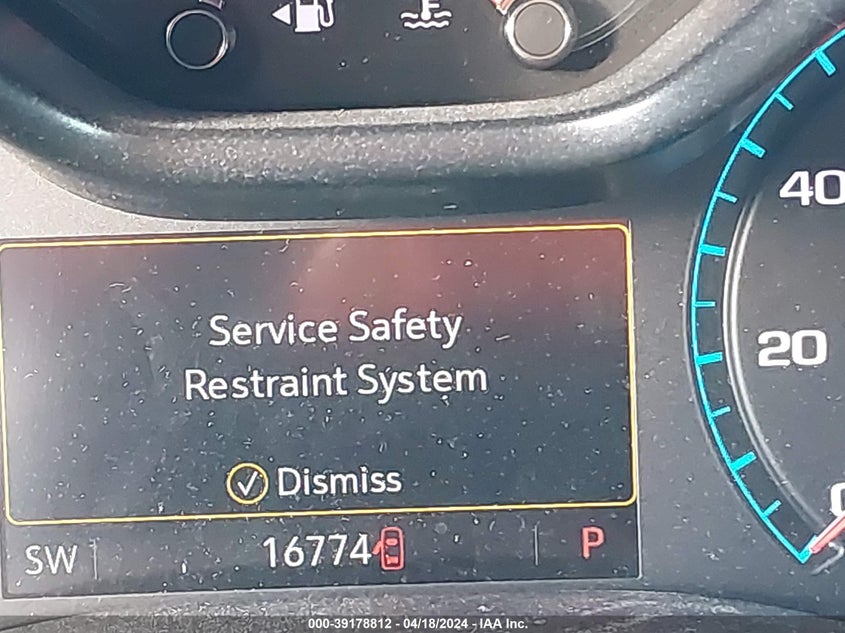 40
20
Service Safety
Restraint System
Dismiss
SW 16774 P
000-39178812 - 04/18/2024 - IAA Inc.